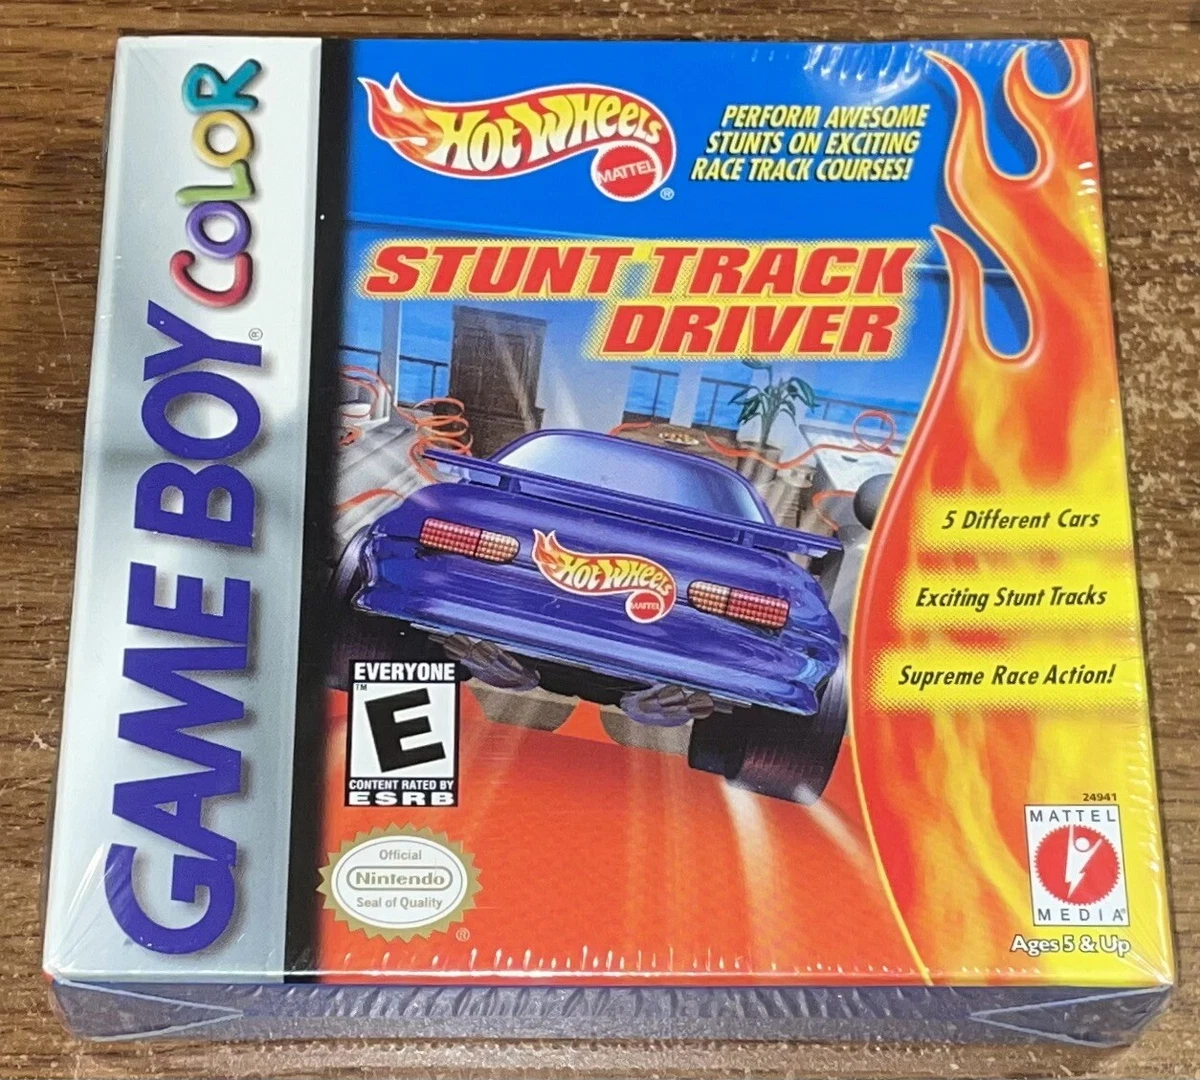 GAME BOY COLOR®
HOT WHEELS
MATTEL
®
PERFORM AWESOME
STUNTS ON EXCITING
RACE TRACK COURSES!
STUNT TRACK
DRIVER
HOT WHEELS
MATTEL
5 Different Cars
Exciting Stunt Tracks
Supreme Race Action!
EVERYONE
™
E
CONTENT RATED BY
ESRB
Official
Nintendo
Seal of Quality
®
24941
MATTEL
MEDIA®
Ages 5 & Up